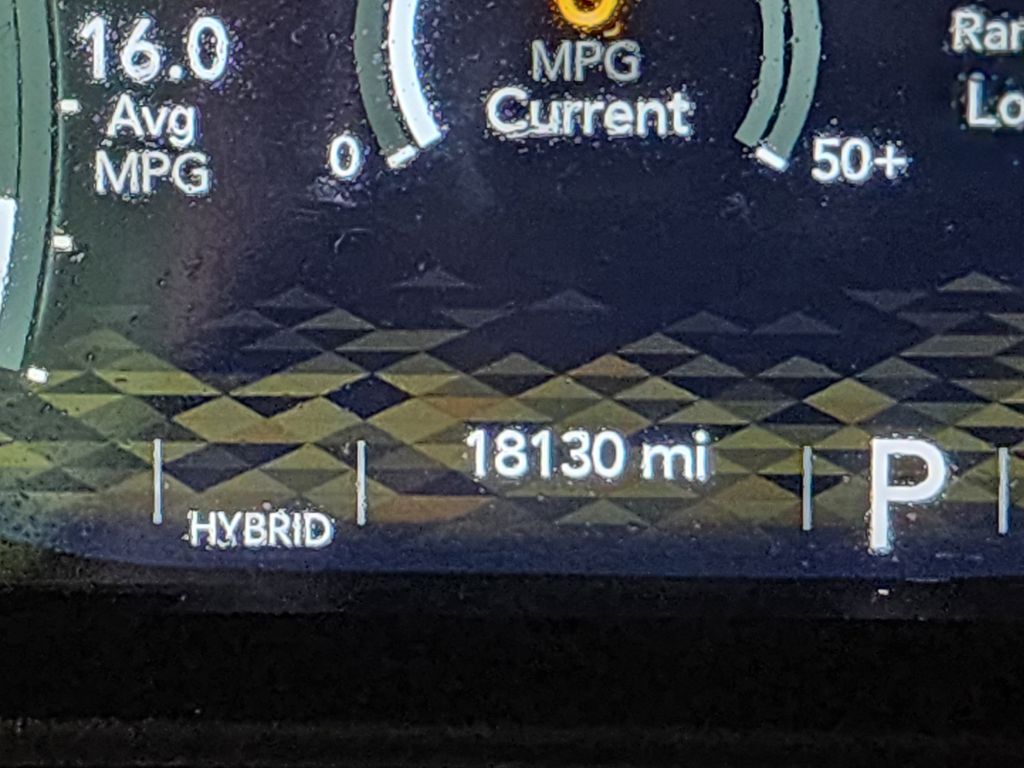 16.0
Avg
MPG
0
MPG
Current
50+
18130 mi
HYBRID
P